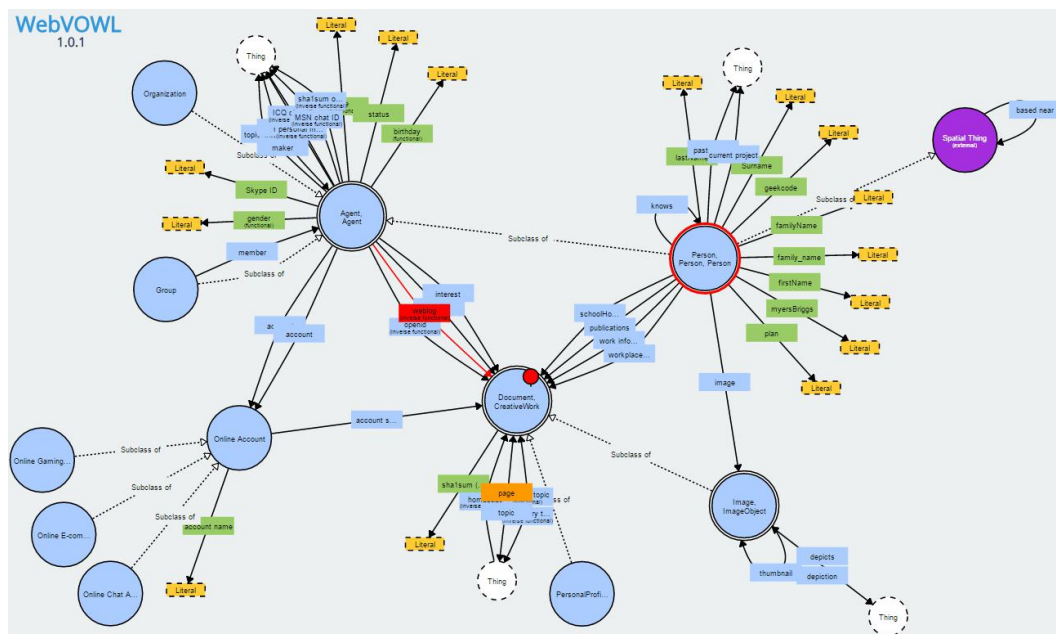 WebVOWL
1.0.1
Literal
Literal
Literal
Thing
Organization
status
birthday
(functional)
MSN chat ID
(inverse functional)
maker
Subclass of
Skype ID
Literal
gender
(functional)
Literal
Agent,
Agent
member
Subclass of
Group
Subclass of
interest
weblog
(inverse functional)
openid
(inverse functional)
account
Thing
Literal
Literal
Literal
current project
Surname
geekcode
knows
Person,
Person, Person
Subclass of
Spatial Thing
(external)
based near
Literal
familyName
family_name
Literal
firstName
Literal
myersBriggs
Literal
plan
Literal
schoolHo...
publications
work info...
workplace...
image
Document,
CreativeWork
account s...
Online Account
Online Gaming...
Subclass of
Online E-com...
Subclass of
Online Chat A...
Subclass of
account name
Literal
sha1sum (...
page
topic
topic
Literal
Thing
PersonalProfi...
Subclass of
Image,
ImageObject
thumbnail
depicts
depiction
Thing